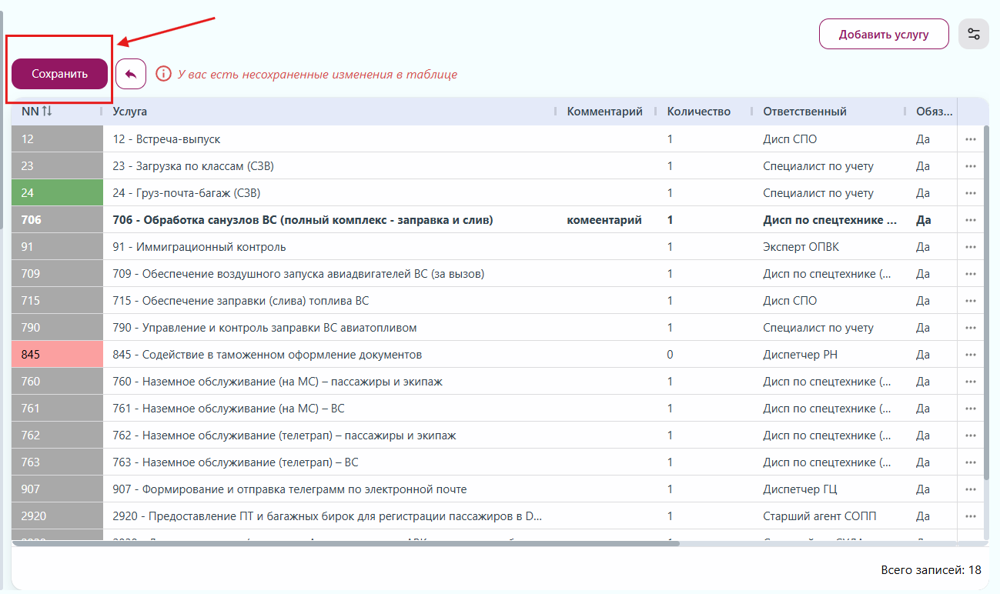 Добавить услугу
Сохранить У вас есть несохраненные изменения в таблице
NN Услуга Комментарий Количество Ответственный Обяз...
12 12 - Встреча-выпуск 1 Дисп СПО Да
23 23 - Загрузка по классам (СЗВ) 1 Специалист по учету Да
24 24 - Груз-почта-багаж (СЗВ) 1 Специалист по учету Да
706 706 - Обработка санузлов ВС (полный комплекс - заправка и слив) комеентарий 1 Дисп по спецтехнике ... Да
91 91 - Иммиграционный контроль 1 Эксперт ОПВК Да
709 709 - Обеспечение воздушного запуска авиадвигателей ВС (за вызов) 1 Дисп по спецтехнике (... Да
715 715 - Обеспечение заправки (слива) топлива ВС 1 Дисп СПО Да
790 790 - Управление и контроль заправки ВС авиатопливом 1 Специалист по учету Да
845 845 - Содействие в таможенном оформление документов 0 Диспетчер РН Да
760 760 - Наземное обслуживание (на МС) – пассажиры и экипаж 1 Дисп по спецтехнике (... Да
761 761 - Наземное обслуживание (на МС) – ВС 1 Дисп по спецтехнике (... Да
762 762 - Наземное обслуживание (телетрап) – пассажиры и экипаж 1 Дисп по спецтехнике (... Да
763 763 - Наземное обслуживание (телетрап) – ВС 1 Дисп по спецтехнике (... Да
907 907 - Формирование и отправка телеграмм по электронной почте 1 Диспетчер ГЦ Да
2920 2920 - Предоставление ПТ и багажных бирок для регистрации пассажиров в D... 1 Старший агент СОПП Да
Всего записей: 18